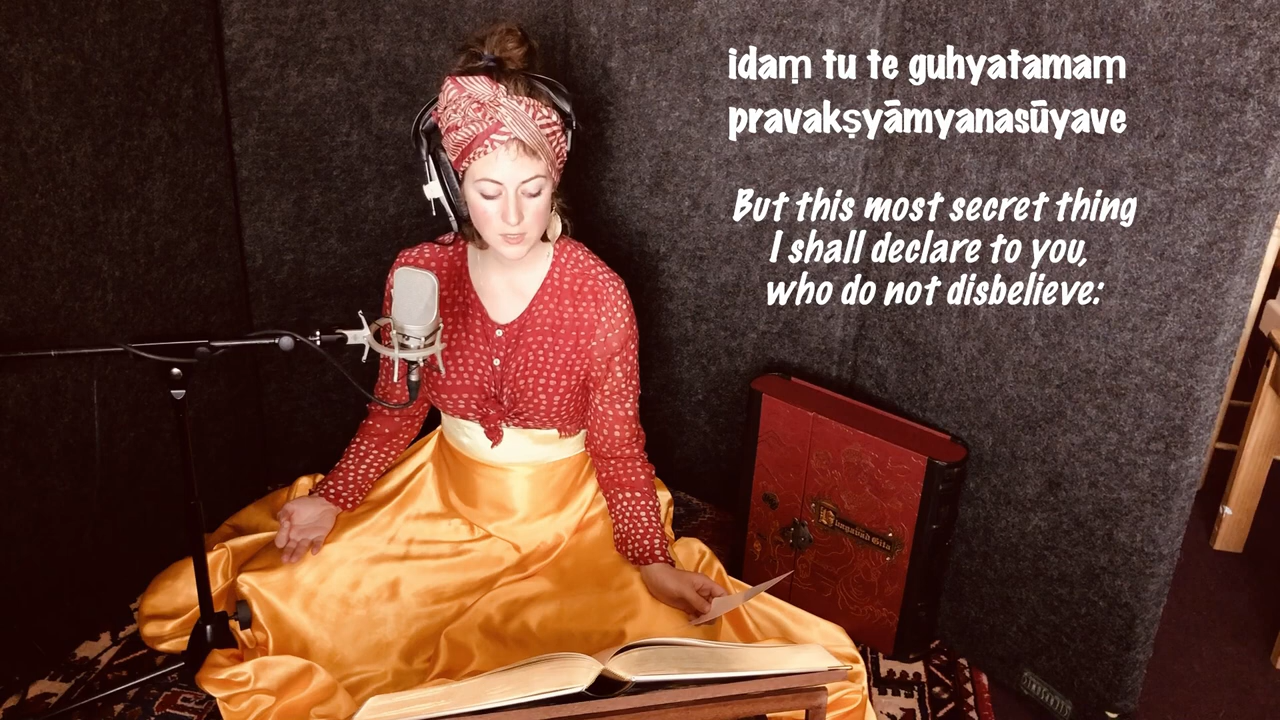 idaṃ tu te guhyatamaṃ
pravakṣyāmyanasūyave
But this most secret thing
I shall declare to you,
who do not disbelieve:
Bhagavad Gita